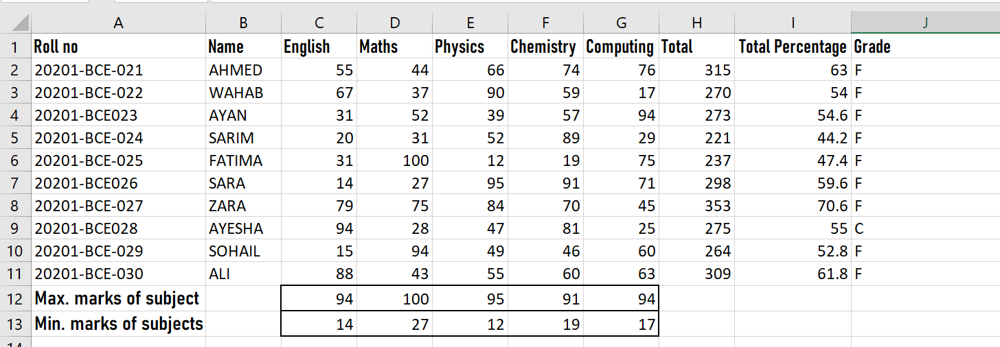 A B C D E F G H I J
1 Roll no Name English Maths Physics Chemistry Computing Total Total Percentage Grade
2 20201-BCE-021 AHMED 55 44 66 74 76 315 63 F
3 20201-BCE-022 WAHAB 67 37 90 59 17 270 54 F
4 20201-BCE023 AYAN 31 52 39 57 94 273 54.6 F
5 20201-BCE-024 SARIM 20 31 52 89 29 221 44.2 F
6 20201-BCE-025 FATIMA 31 100 12 19 75 237 47.4 F
7 20201-BCE026 SARA 14 27 95 91 71 298 59.6 F
8 20201-BCE-027 ZARA 79 75 84 70 45 353 70.6 F
9 20201-BCE028 AYESHA 94 28 47 81 25 275 55 C
10 20201-BCE-029 SOHAIL 15 94 49 46 60 264 52.8 F
11 20201-BCE-030 ALI 88 43 55 60 63 309 61.8 F
12 Max. marks of subject 94 100 95 91 94
13 Min. marks of subjects 14 27 12 19 17